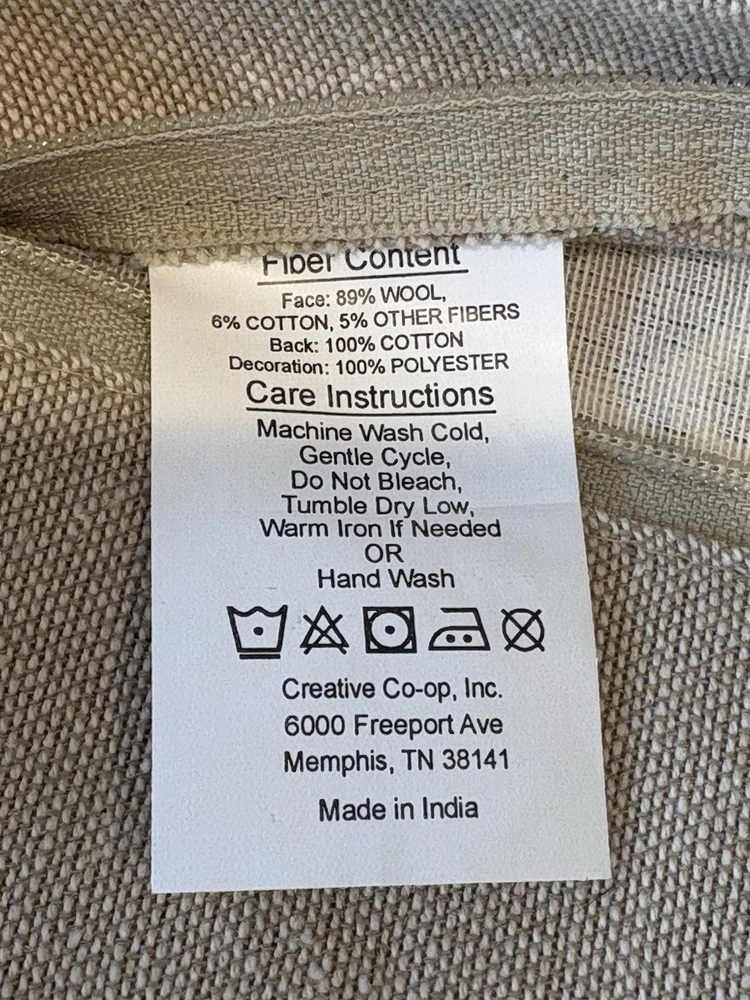 Fiber Content
Face: 89% WOOL,
6% COTTON, 5% OTHER FIBERS
Back: 100% COTTON
Decoration: 100% POLYESTER
Care Instructions
Machine Wash Cold,
Gentle Cycle,
Do Not Bleach,
Tumble Dry Low,
Warm Iron If Needed
OR
Hand Wash
Creative Co-op, Inc.
6000 Freeport Ave
Memphis, TN 38141
Made in India